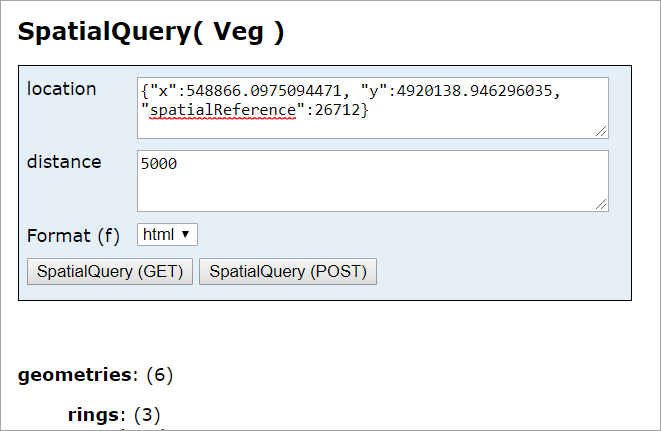 SpatialQuery( Veg )
location
{"x":548866.0975094471, "y":4920138.946296035,
"spatialReference":26712}
distance
5000
Format (f)
html
SpatialQuery (GET) SpatialQuery (POST)
geometries: (6)
rings: (3)